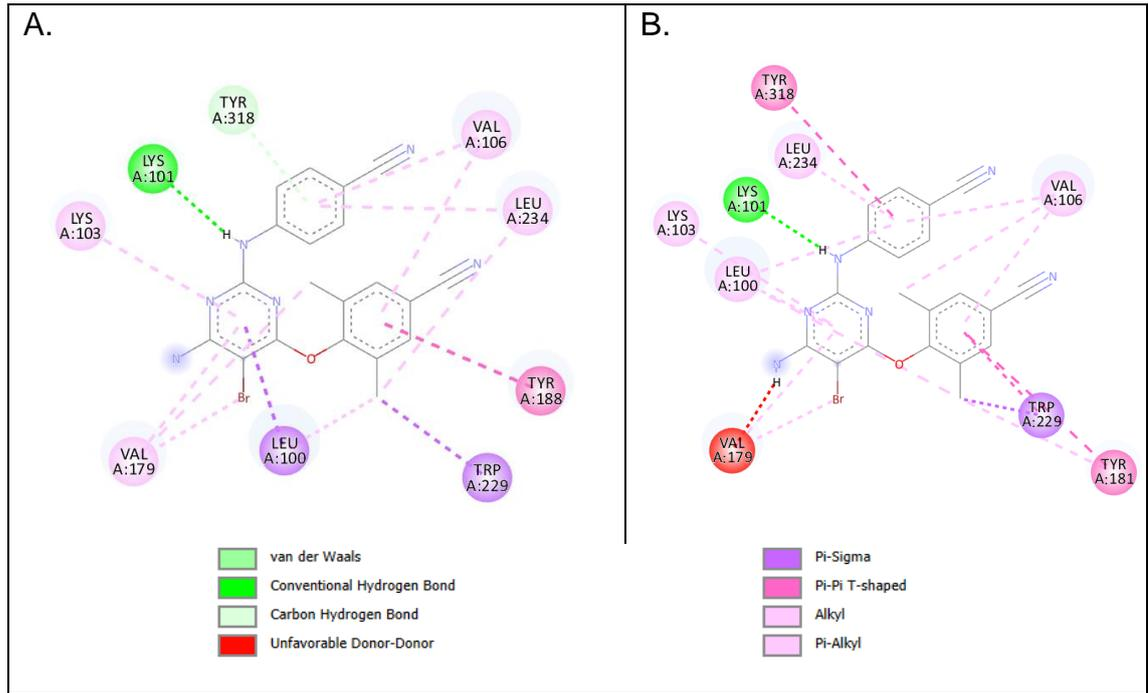 A.
TYR
A:318
LYS
A:101
VAL
A:106
LYS
A:103
LEU
A:234
N
H
N
N
N
N
N
O
Br
TYR
A:188
VAL
A:179
LEU
A:100
TRP
A:229
B.
TYR
A:318
LEU
A:234
LYS
A:101
VAL
A:106
LYS
A:103
LEU
A:100
N
H
N
N
N
N
N
H
O
Br
TRP
A:229
VAL
A:179
TYR
A:181
van der Waals
Conventional Hydrogen Bond
Carbon Hydrogen Bond
Unfavorable Donor-Donor
Pi-Sigma
Pi-Pi T-shaped
Alkyl
Pi-Alkyl